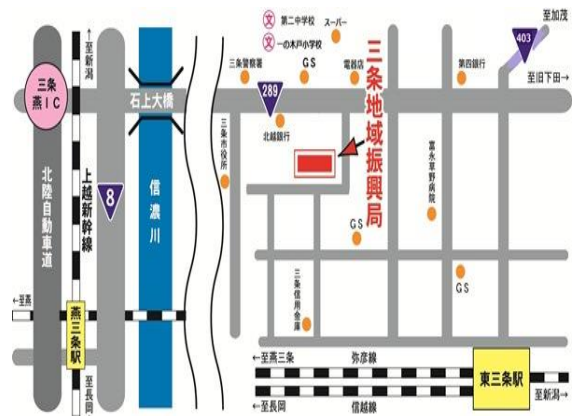 ←至新潟
三条
燕IC
北陸自動車道
上越新幹線
8
石上大橋
信濃川
←至燕
燕三条駅
至長岡→
文 第二中学校
文 一の木戸小学校
スーパー
三条警察署
GS
電器店
第四銀行
至加茂
403
至旧下田→
289
北越銀行
三条市役所
三条地域振興局
富永草野病院
GS
GS
三条信用金庫
←至燕三条
弥彦線
←至長岡
信越線
東三条駅
至新潟→